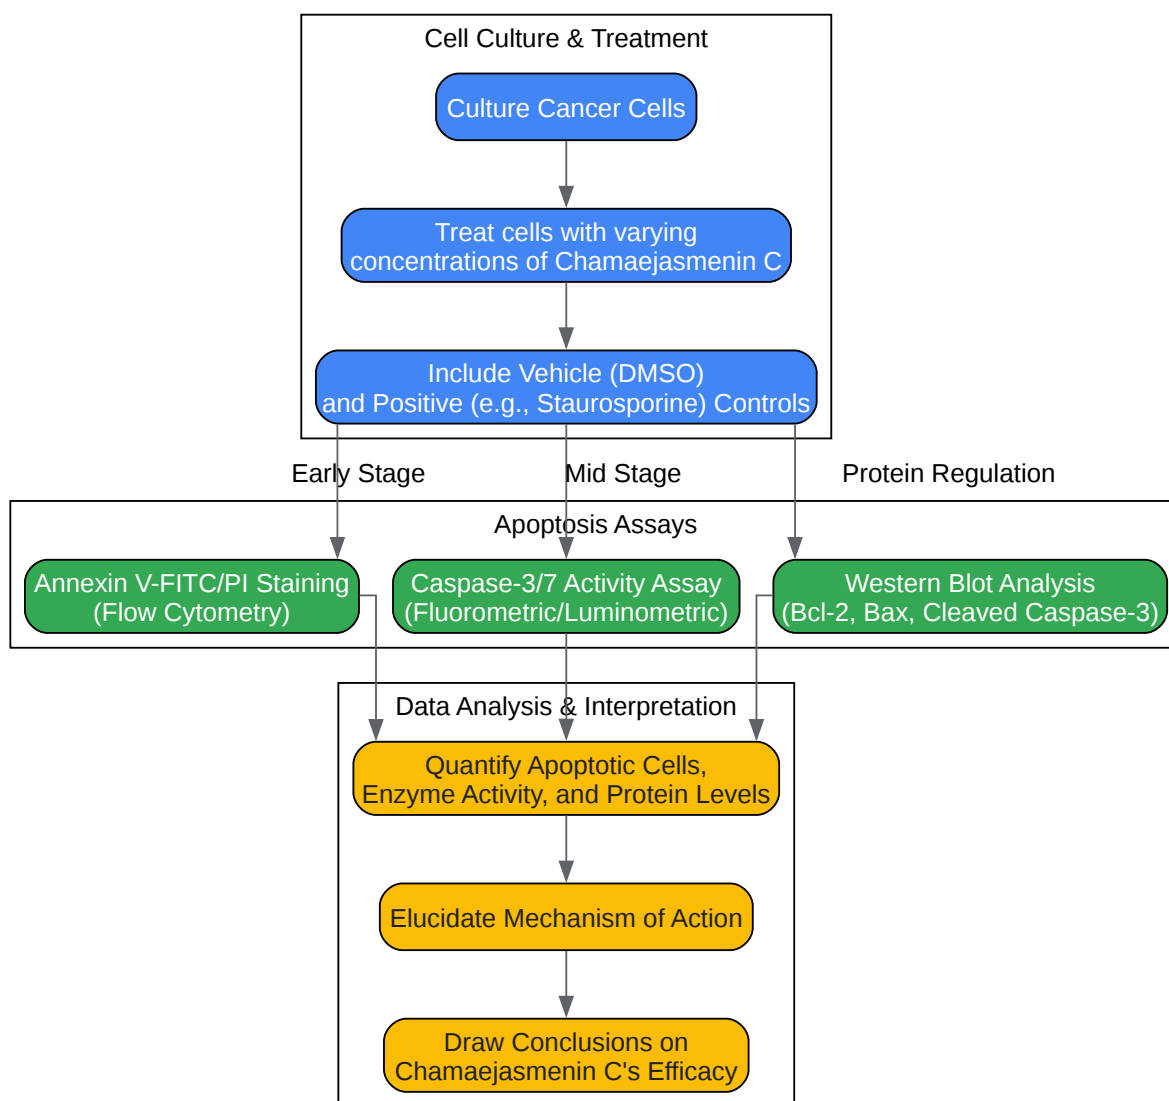 Cell Culture & Treatment
Culture Cancer Cells
Treat cells with varying
concentrations of Chamaejasmenin C
Include Vehicle (DMSO)
and Positive (e.g., Staurosporine) Controls
Early Stage
Mid Stage
Protein Regulation
Apoptosis Assays
Annexin V-FITC/PI Staining
(Flow Cytometry)
Caspase-3/7 Activity Assay
(Fluorometric/Luminometric)
Western Blot Analysis
(Bcl-2, Bax, Cleaved Caspase-3)
Data Analysis & Interpretation
Quantify Apoptotic Cells,
Enzyme Activity, and Protein Levels
Elucidate Mechanism of Action
Draw Conclusions on
Chamaejasmenin C's Efficacy